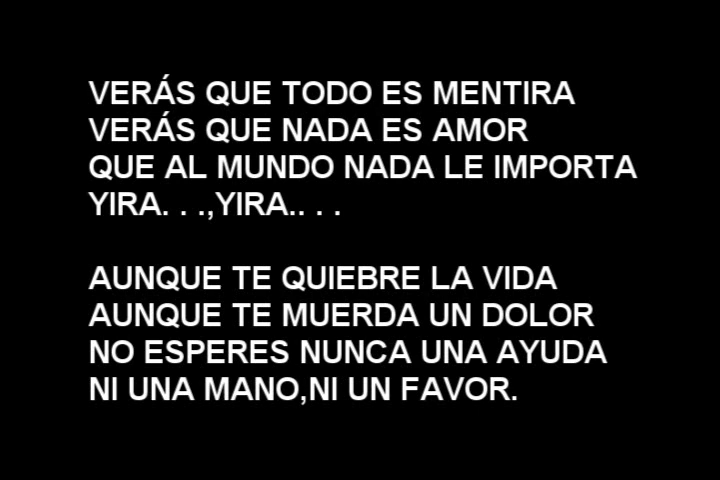 VERÁS QUE TODO ES MENTIRA
VERÁS QUE NADA ES AMOR
QUE AL MUNDO NADA LE IMPORTA
YIRA. . .,YIRA.. . .
AUNQUE TE QUIEBRE LA VIDA
AUNQUE TE MUERDA UN DOLOR
NO ESPERES NUNCA UNA AYUDA
NI UNA MANO,NI UN FAVOR.